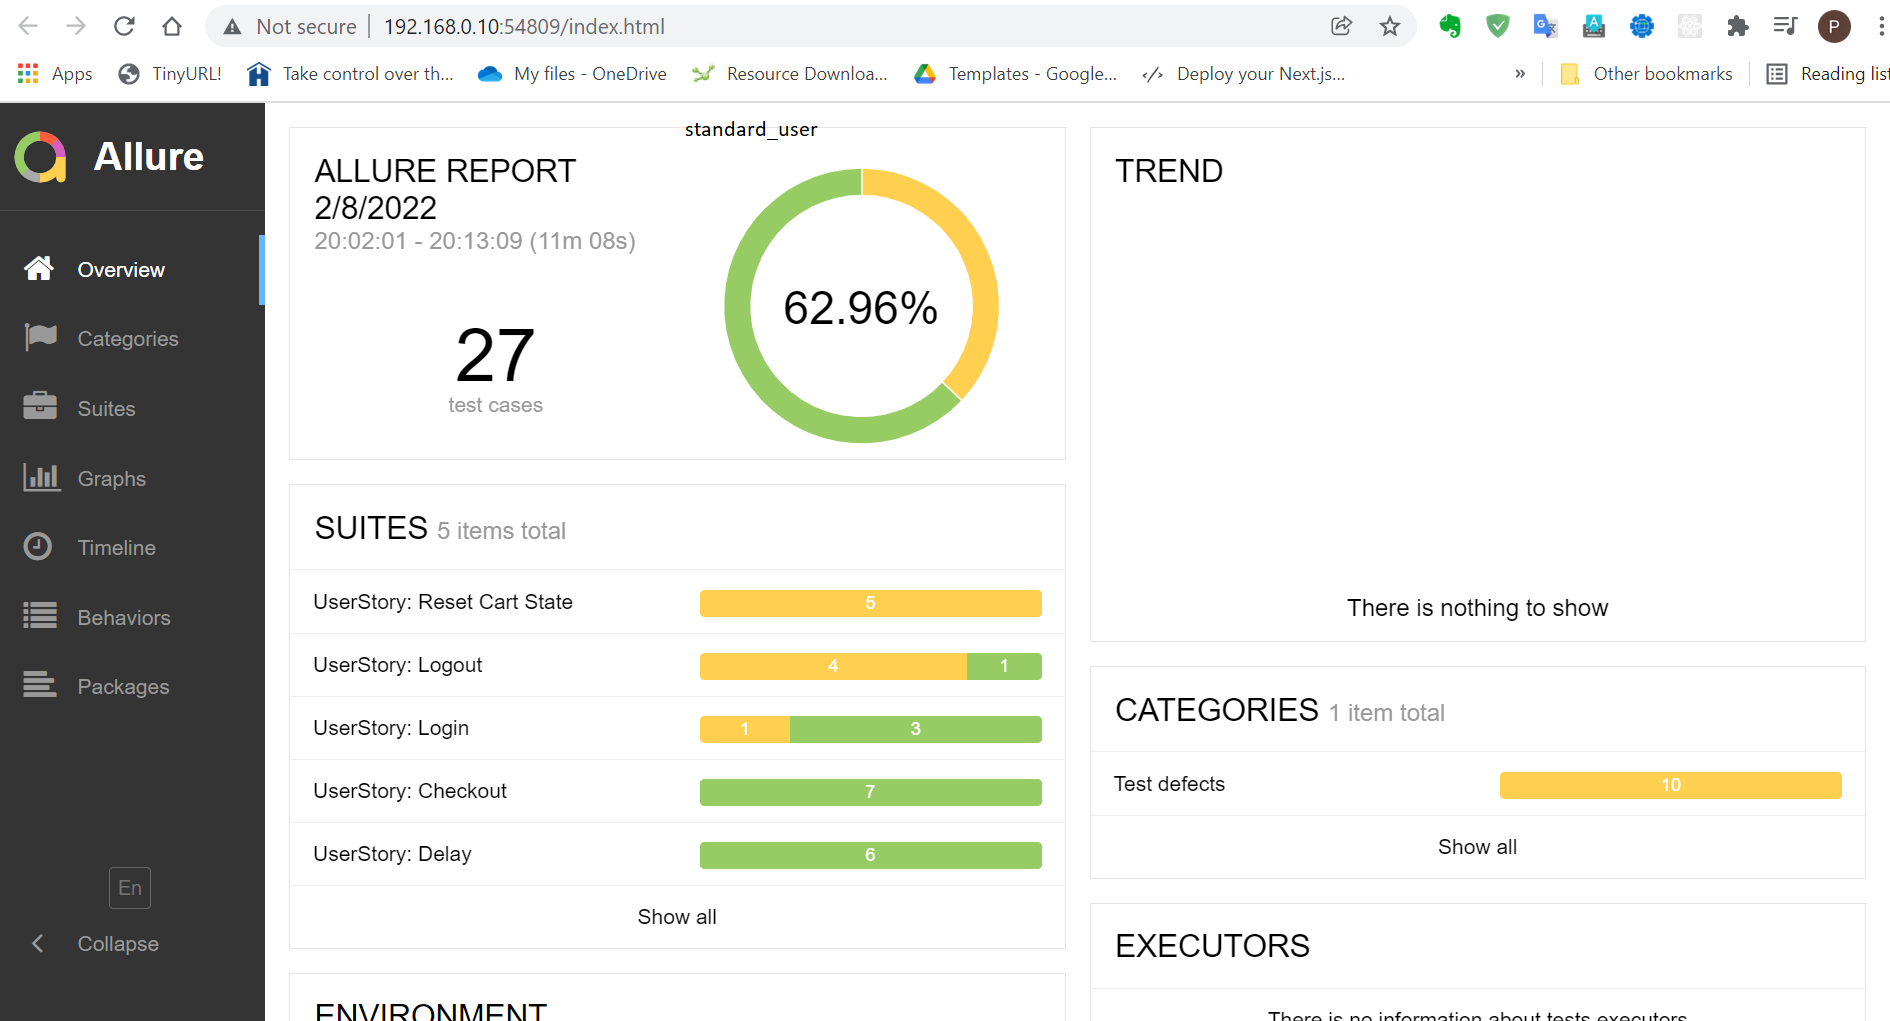 Not secure | 192.168.0.10:54809/index.html
P
Apps
TinyURL!
Take control over th...
My files - OneDrive
Resource Downloa...
Templates - Google...
Deploy your Next.js...
»
Other bookmarks
Reading list
Allure
Overview
Categories
Suites
Graphs
Timeline
Behaviors
Packages
En
Collapse
standard_user
ALLURE REPORT
2/8/2022
20:02:01 - 20:13:09 (11m 08s)
27
test cases
62.96%
SUITES 5 items total
UserStory: Reset Cart State 5
UserStory: Logout 4 1
UserStory: Login 1 3
UserStory: Checkout 7
UserStory: Delay 6
Show all
ENVIRONMENT
TREND
There is nothing to show
CATEGORIES 1 item total
Test defects 10
Show all
EXECUTORS
There is no information about tests executors